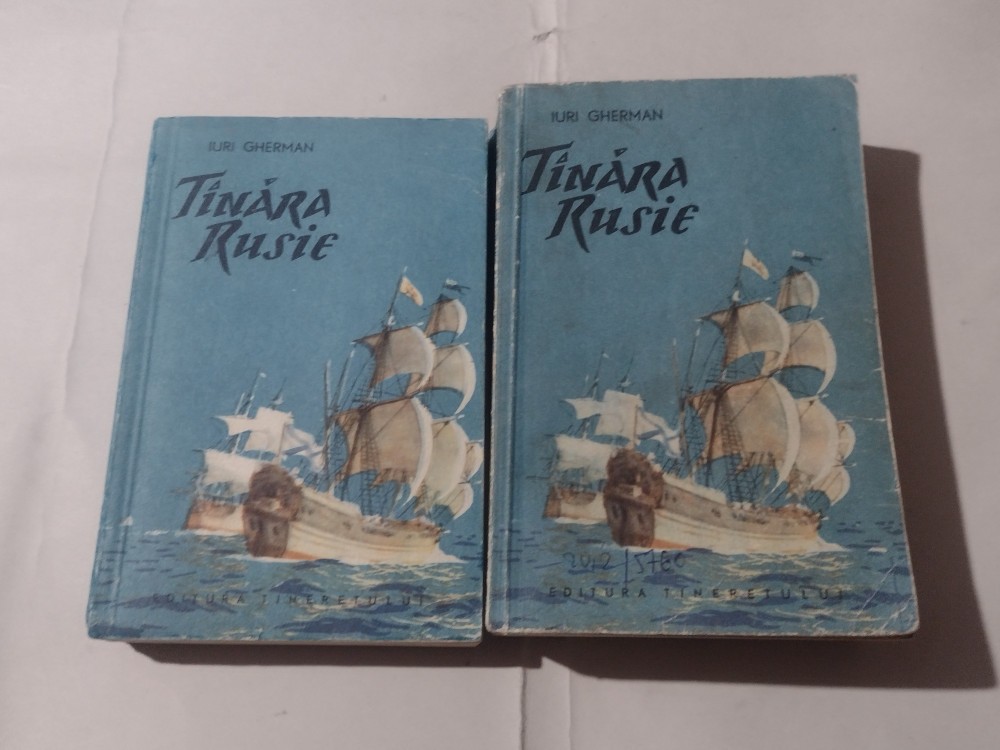 IURI GHERMAN
TÎNĂRA
RUSIE
EDITURA TINERETULUI
IURI GHERMAN
TÎNĂRA
RUSIE
EDITURA TINERETULUI